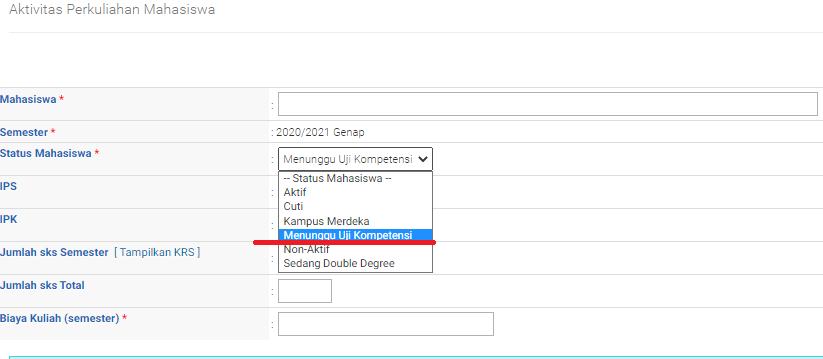 Aktivitas Perkuliahan Mahasiswa
Mahasiswa * :
Semester * : 2020/2021 Genap
Status Mahasiswa * : Menunggu Uji Kompetensi
-- Status Mahasiswa --
IPS : Aktif
Cuti
IPK : Kampus Merdeka
Menunggu Uji Kompetensi
Jumlah sks Semester [ Tampilkan KRS ] : Non-Aktif
Sedang Double Degree
Jumlah sks Total :
Biaya Kuliah (semester) * :